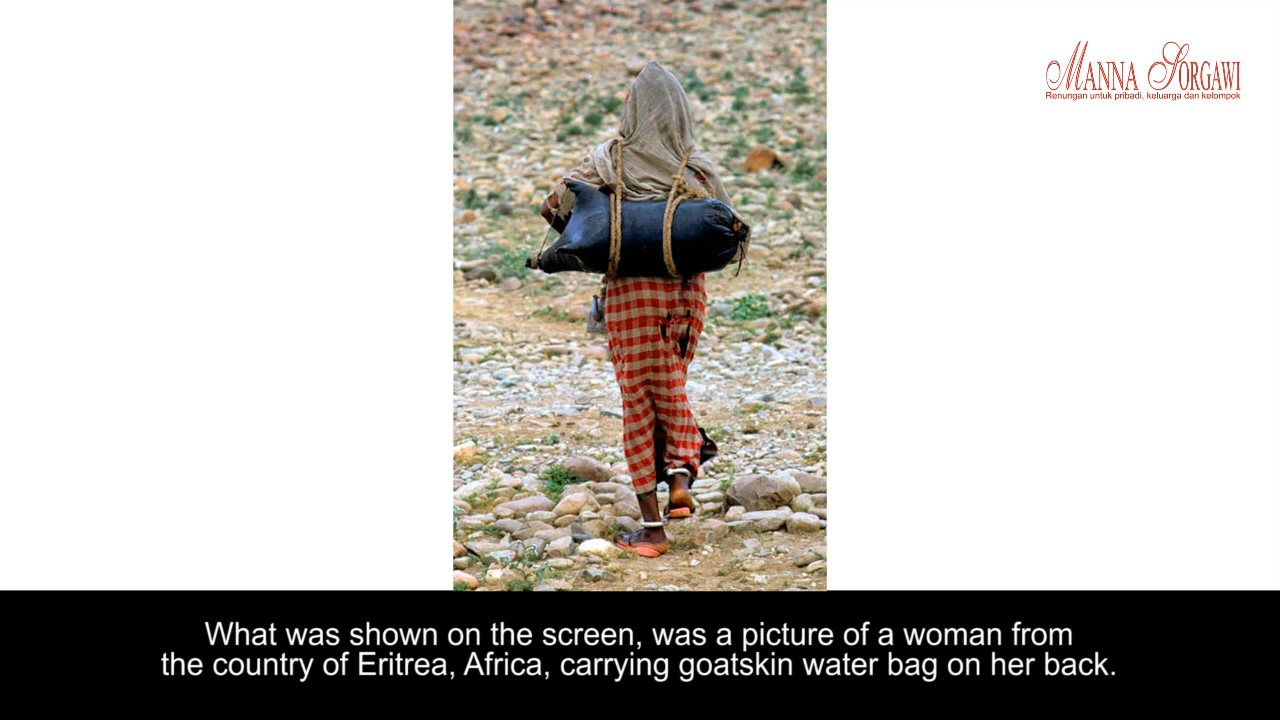 MANNA SORGAWI
Renungan untuk pribadi, keluarga dan kelompok
What was shown on the screen, was a picture of a woman from
the country of Eritrea, Africa, carrying goatskin water bag on her back.